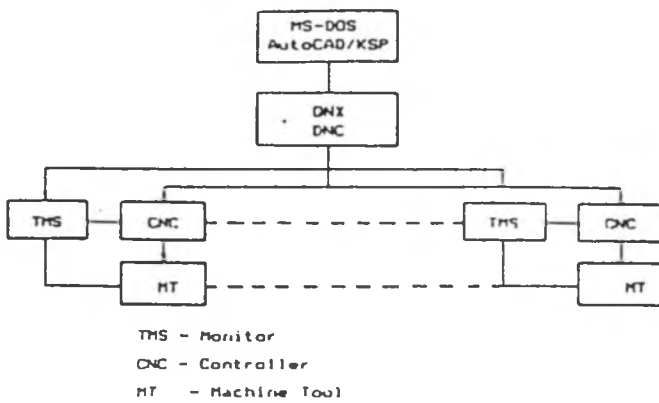 MS-DOS
AutoCAD/KSP
DNX
DNC
TMS
CNC
TMS
CNC
MT
MT
TMS - Monitor
CNC - Controller
MT - Machine Tool